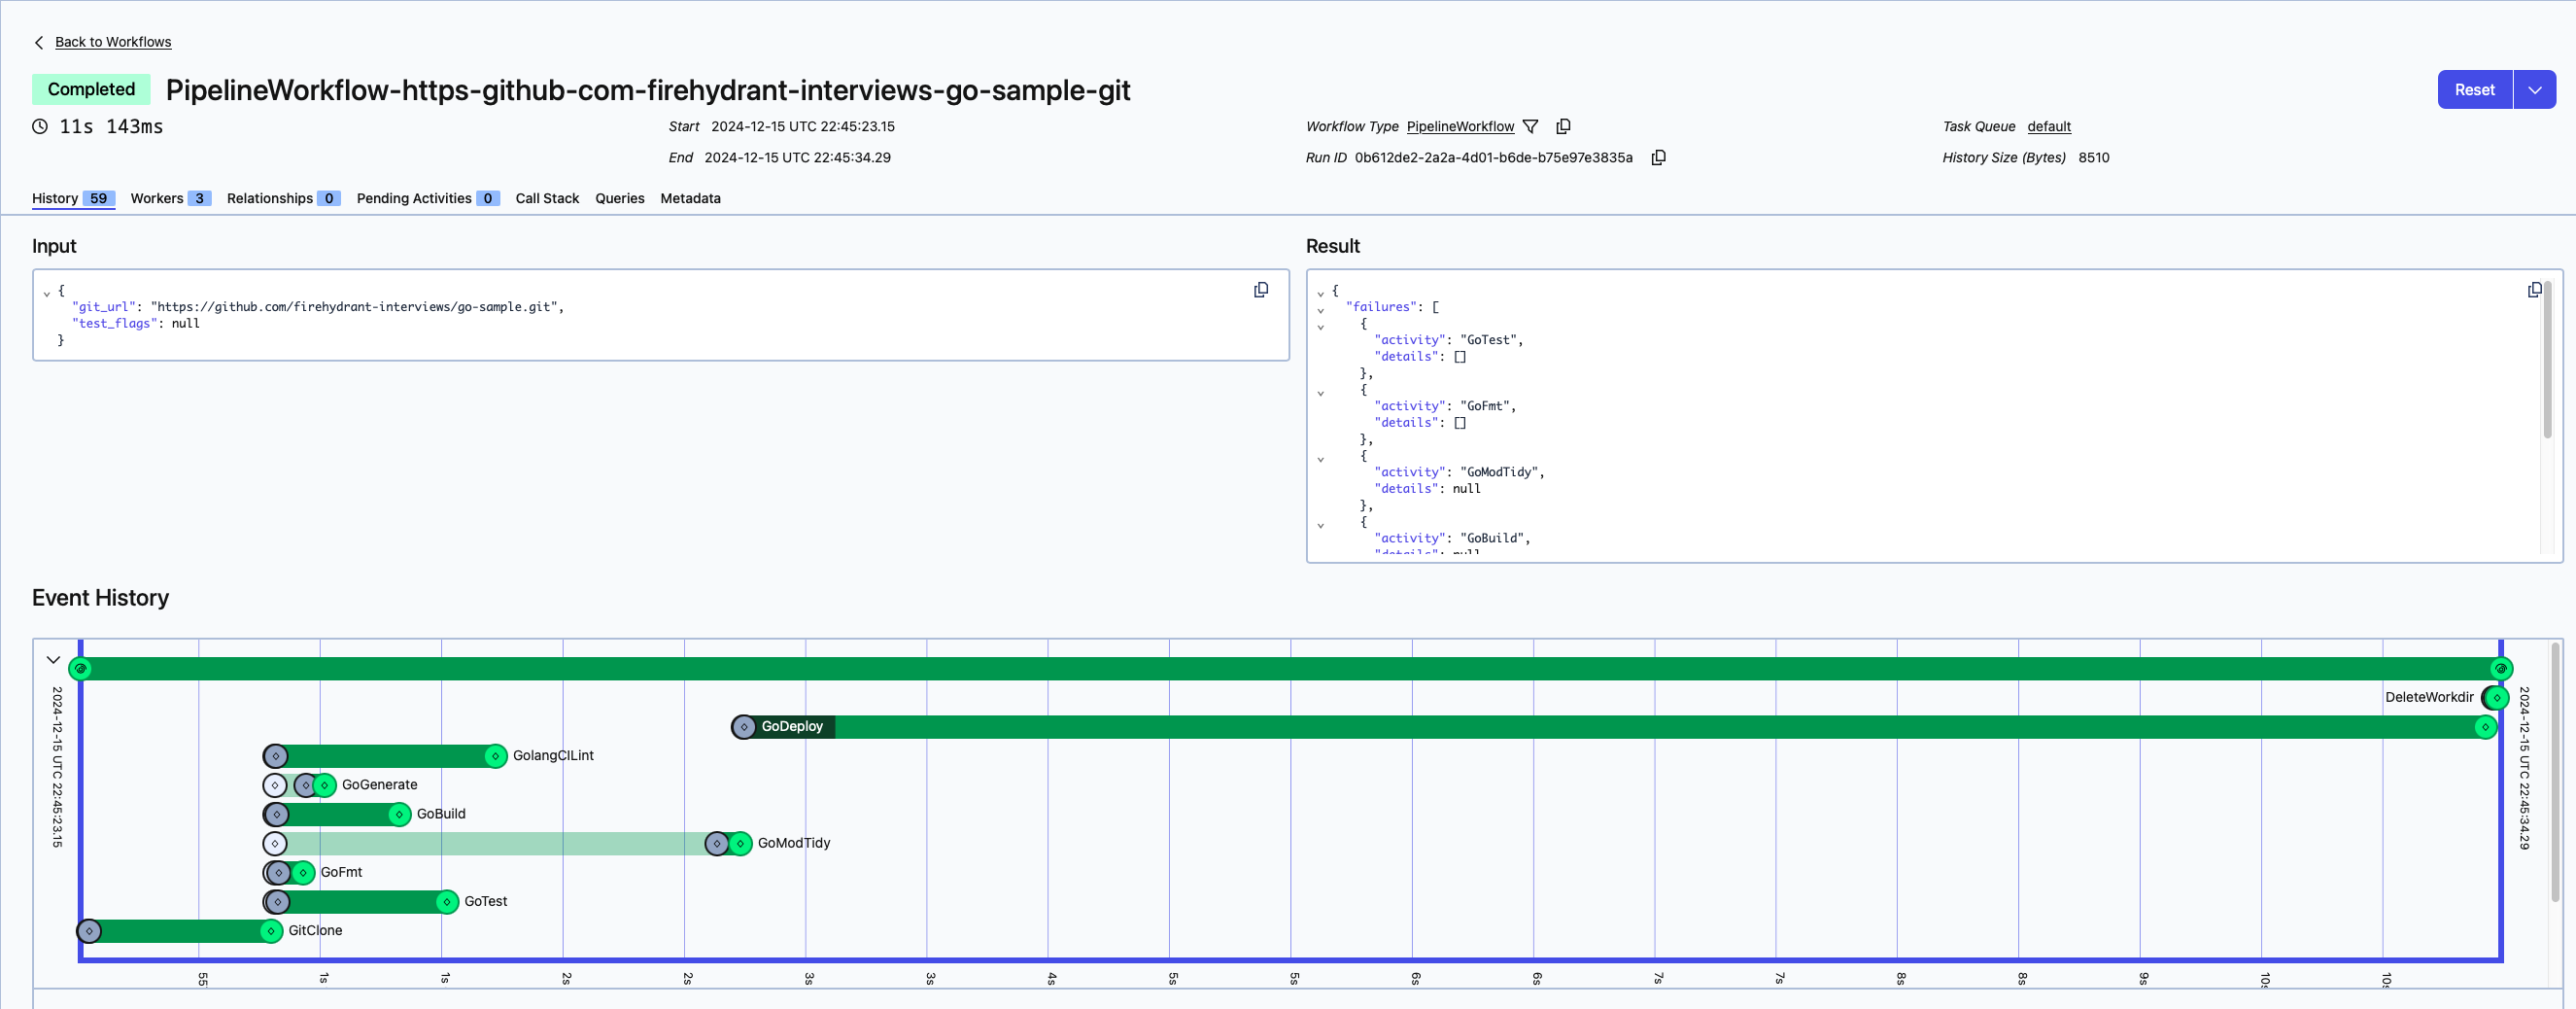 Back to Workflows
Completed PipelineWorkflow-https-github-com-firehydrant-interviews-go-sample-git
Reset
11s 143ms
Start 2024-12-15 UTC 22:45:23.15
End 2024-12-15 UTC 22:45:34.29
Workflow Type PipelineWorkflow
Run ID 0b612de2-2a2a-4d01-b6de-b75e97e3835a
Task Queue default
History Size (Bytes) 8510
History 59 Workers 3 Relationships 0 Pending Activities 0 Call Stack Queries Metadata
Input
{
"git_url": "https://github.com/firehydrant-interviews/go-sample.git",
"test_flags": null
}
Result
{
"failures": [
{
"activity": "GoTest",
"details": []
},
{
"activity": "GoFmt",
"details": []
},
{
"activity": "GoModTidy",
"details": null
},
{
"activity": "GoBuild",
"details": null
Event History
2024-12-15 UTC 22:45:23.15
DeleteWorkdir
GoDeploy
GolangCILint
GoGenerate
GoBuild
GoModTidy
GoFmt
GoTest
GitClone
2024-12-15 UTC 22:45:34.29
1s 1s 2s 2s 3s 3s 4s 5s 5s 6s 6s 7s 7s 8s 8s 9s 10s 10s